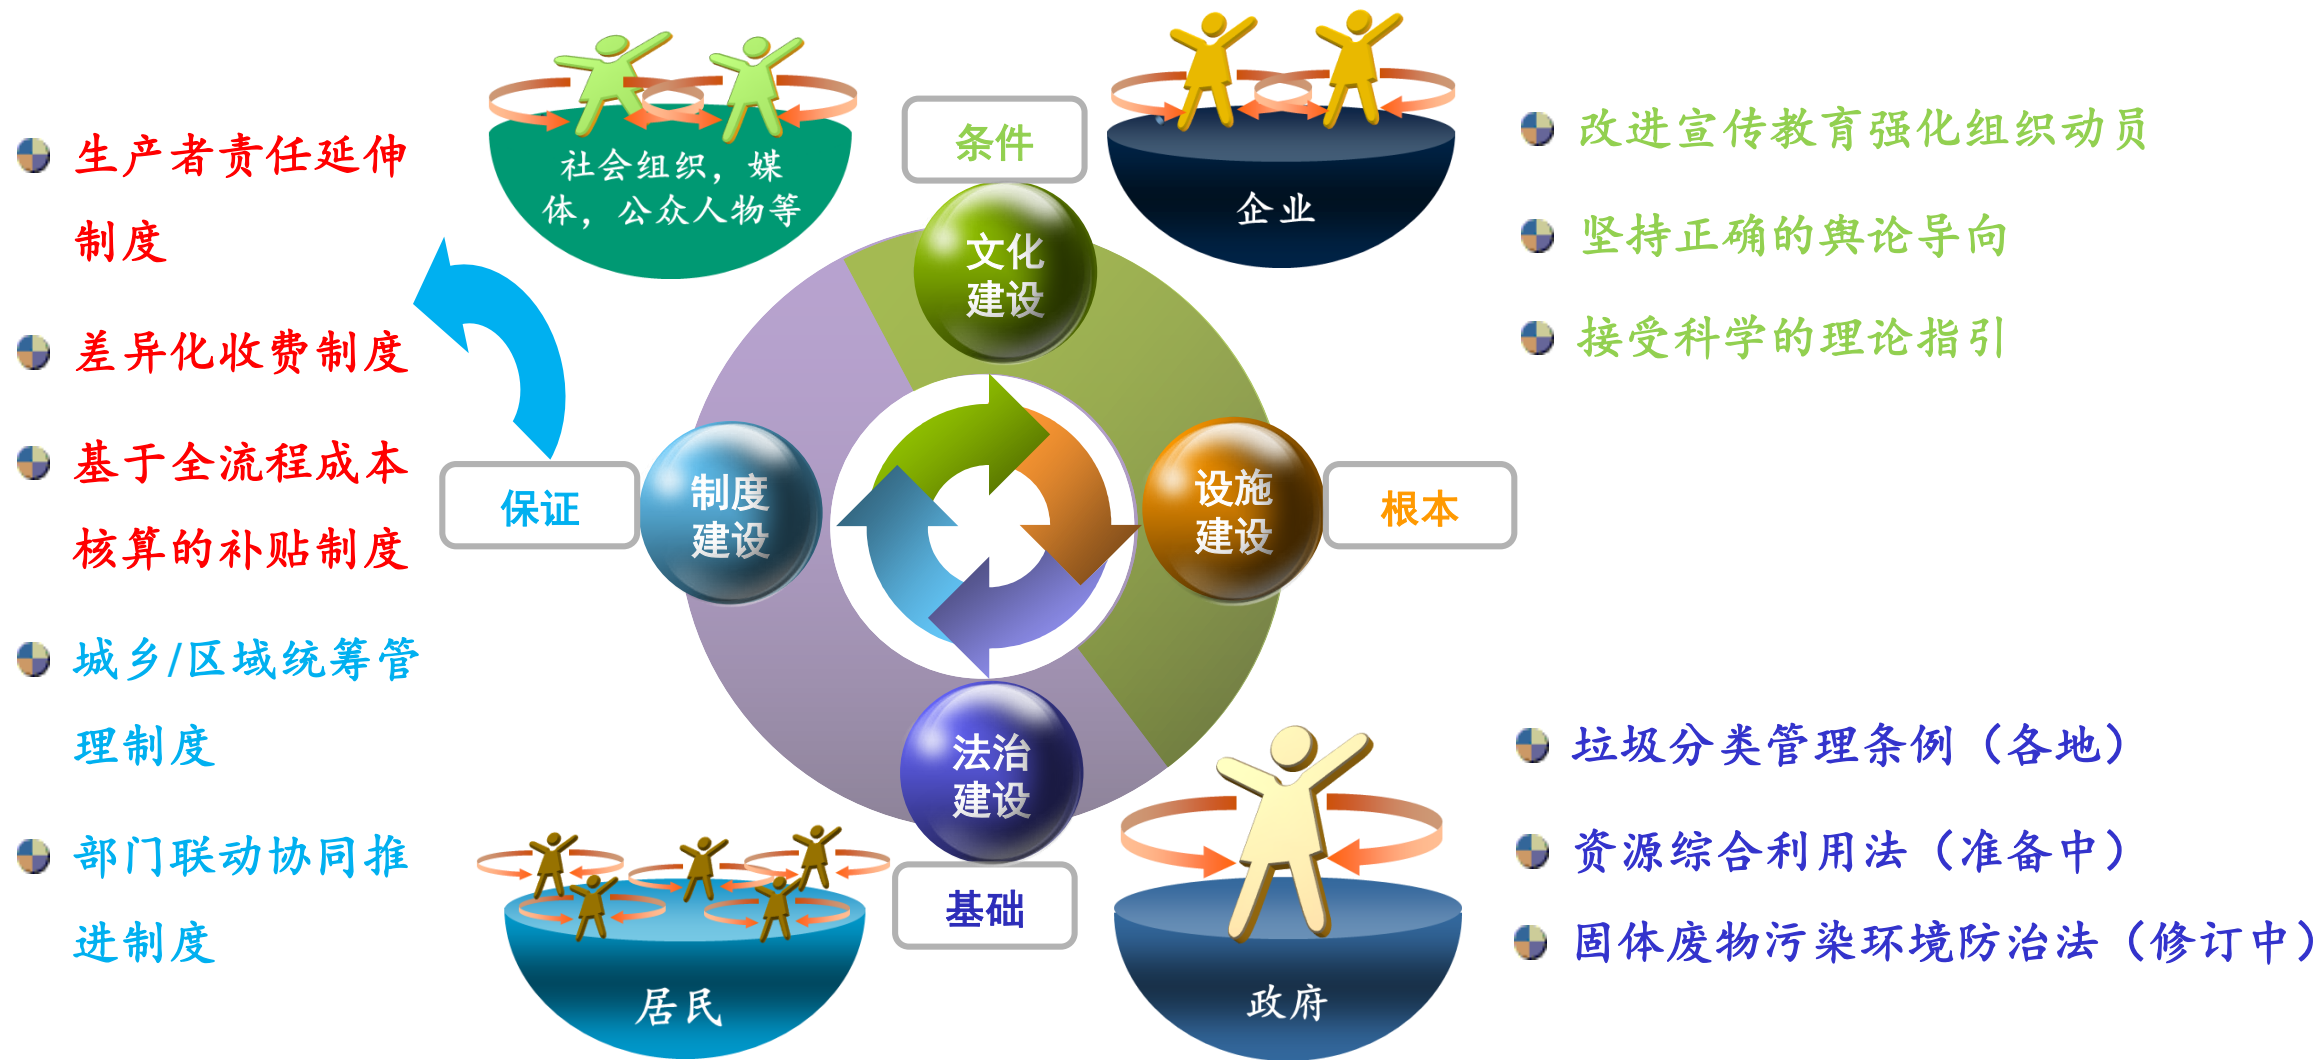 生产者责任延伸
制度
差异化收费制度
基于全流程成本
核算的补贴制度
城乡/区域统筹管
理制度
部门联动协同推
进制度
社会组织，媒
体，公众人物等
条件
企业
文化
建设
保证
制度
建设
设施
建设
根本
法治
建设
基础
居民
政府
改进宣传教育强化组织动员
坚持正确的舆论导向
接受科学的理论指引
垃圾分类管理条例（各地）
资源综合利用法（准备中）
固体废物污染环境防治法（修订中）